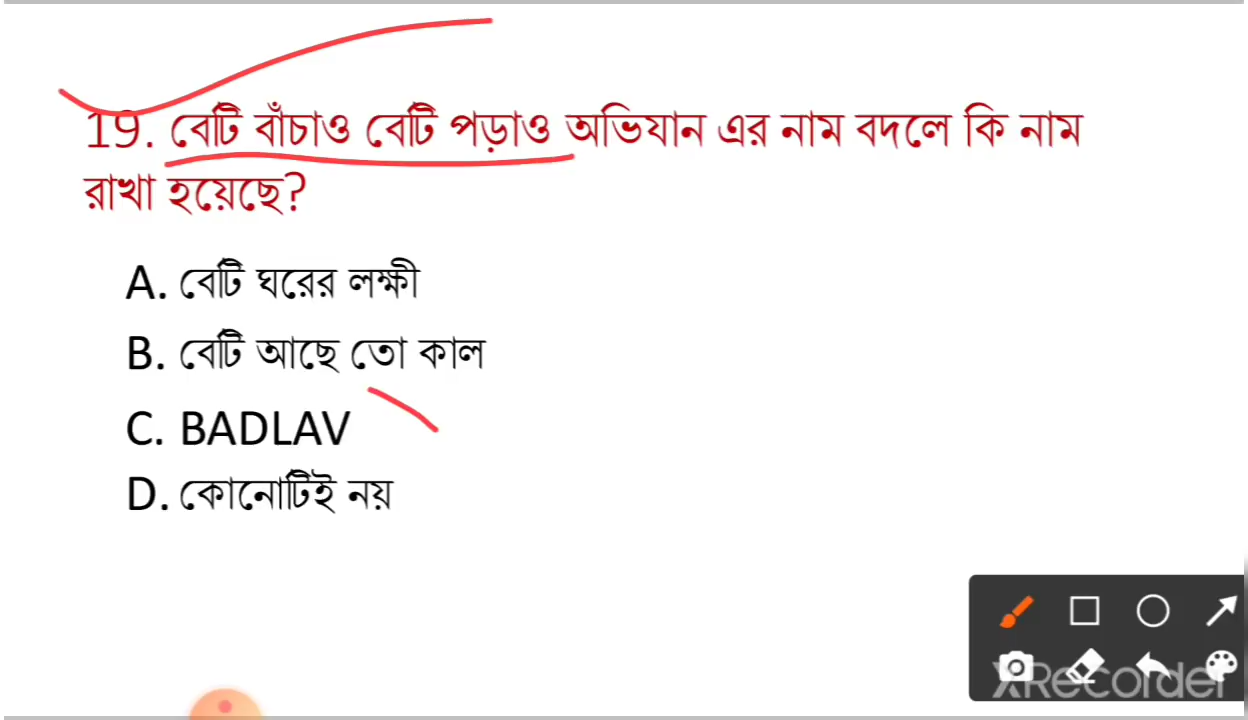 19. বেটি বাঁচাও বেটি পড়াও অভিযান এর নাম বদলে কি নাম
রাখা হয়েছে?
A. বেটি ঘরের লক্ষী
B. বেটি আছে তো কাল
C. BADLAV
D. কোনোটিই নয়
XRecorder